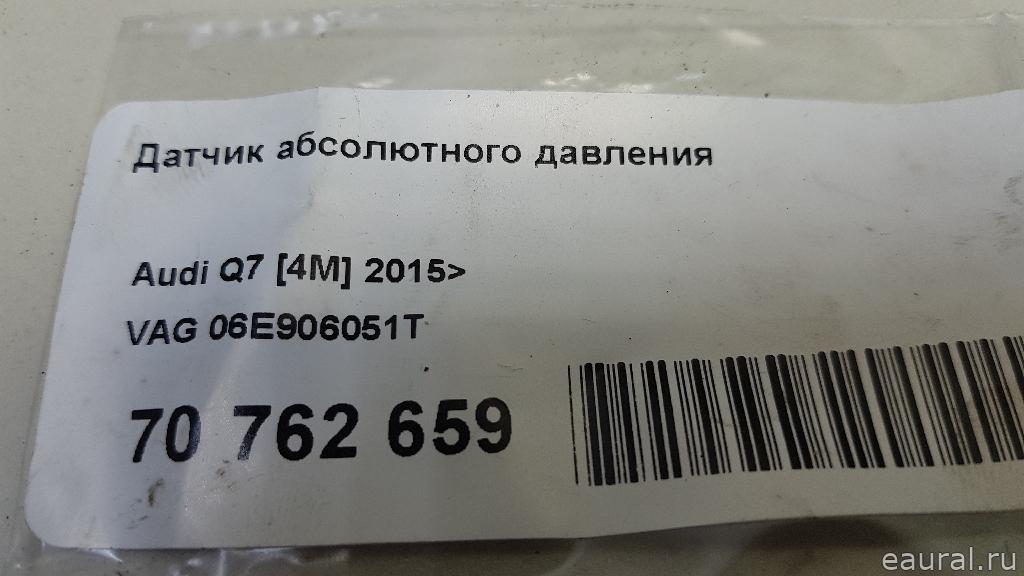 Датчик абсолютного давления
Audi Q7 [4M] 2015>
VAG 06E906051T
70 762 659
eaural.ru